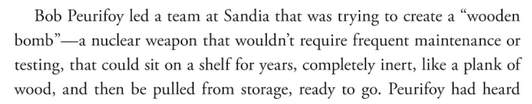 Bob Peurifoy led a team at Sandia that was trying to create a “wooden
bomb”—a nuclear weapon that wouldn’t require frequent maintenance or
testing, that could sit on a shelf for years, completely inert, like a plank of
wood, and then be pulled from storage, ready to go. Peurifoy had heard